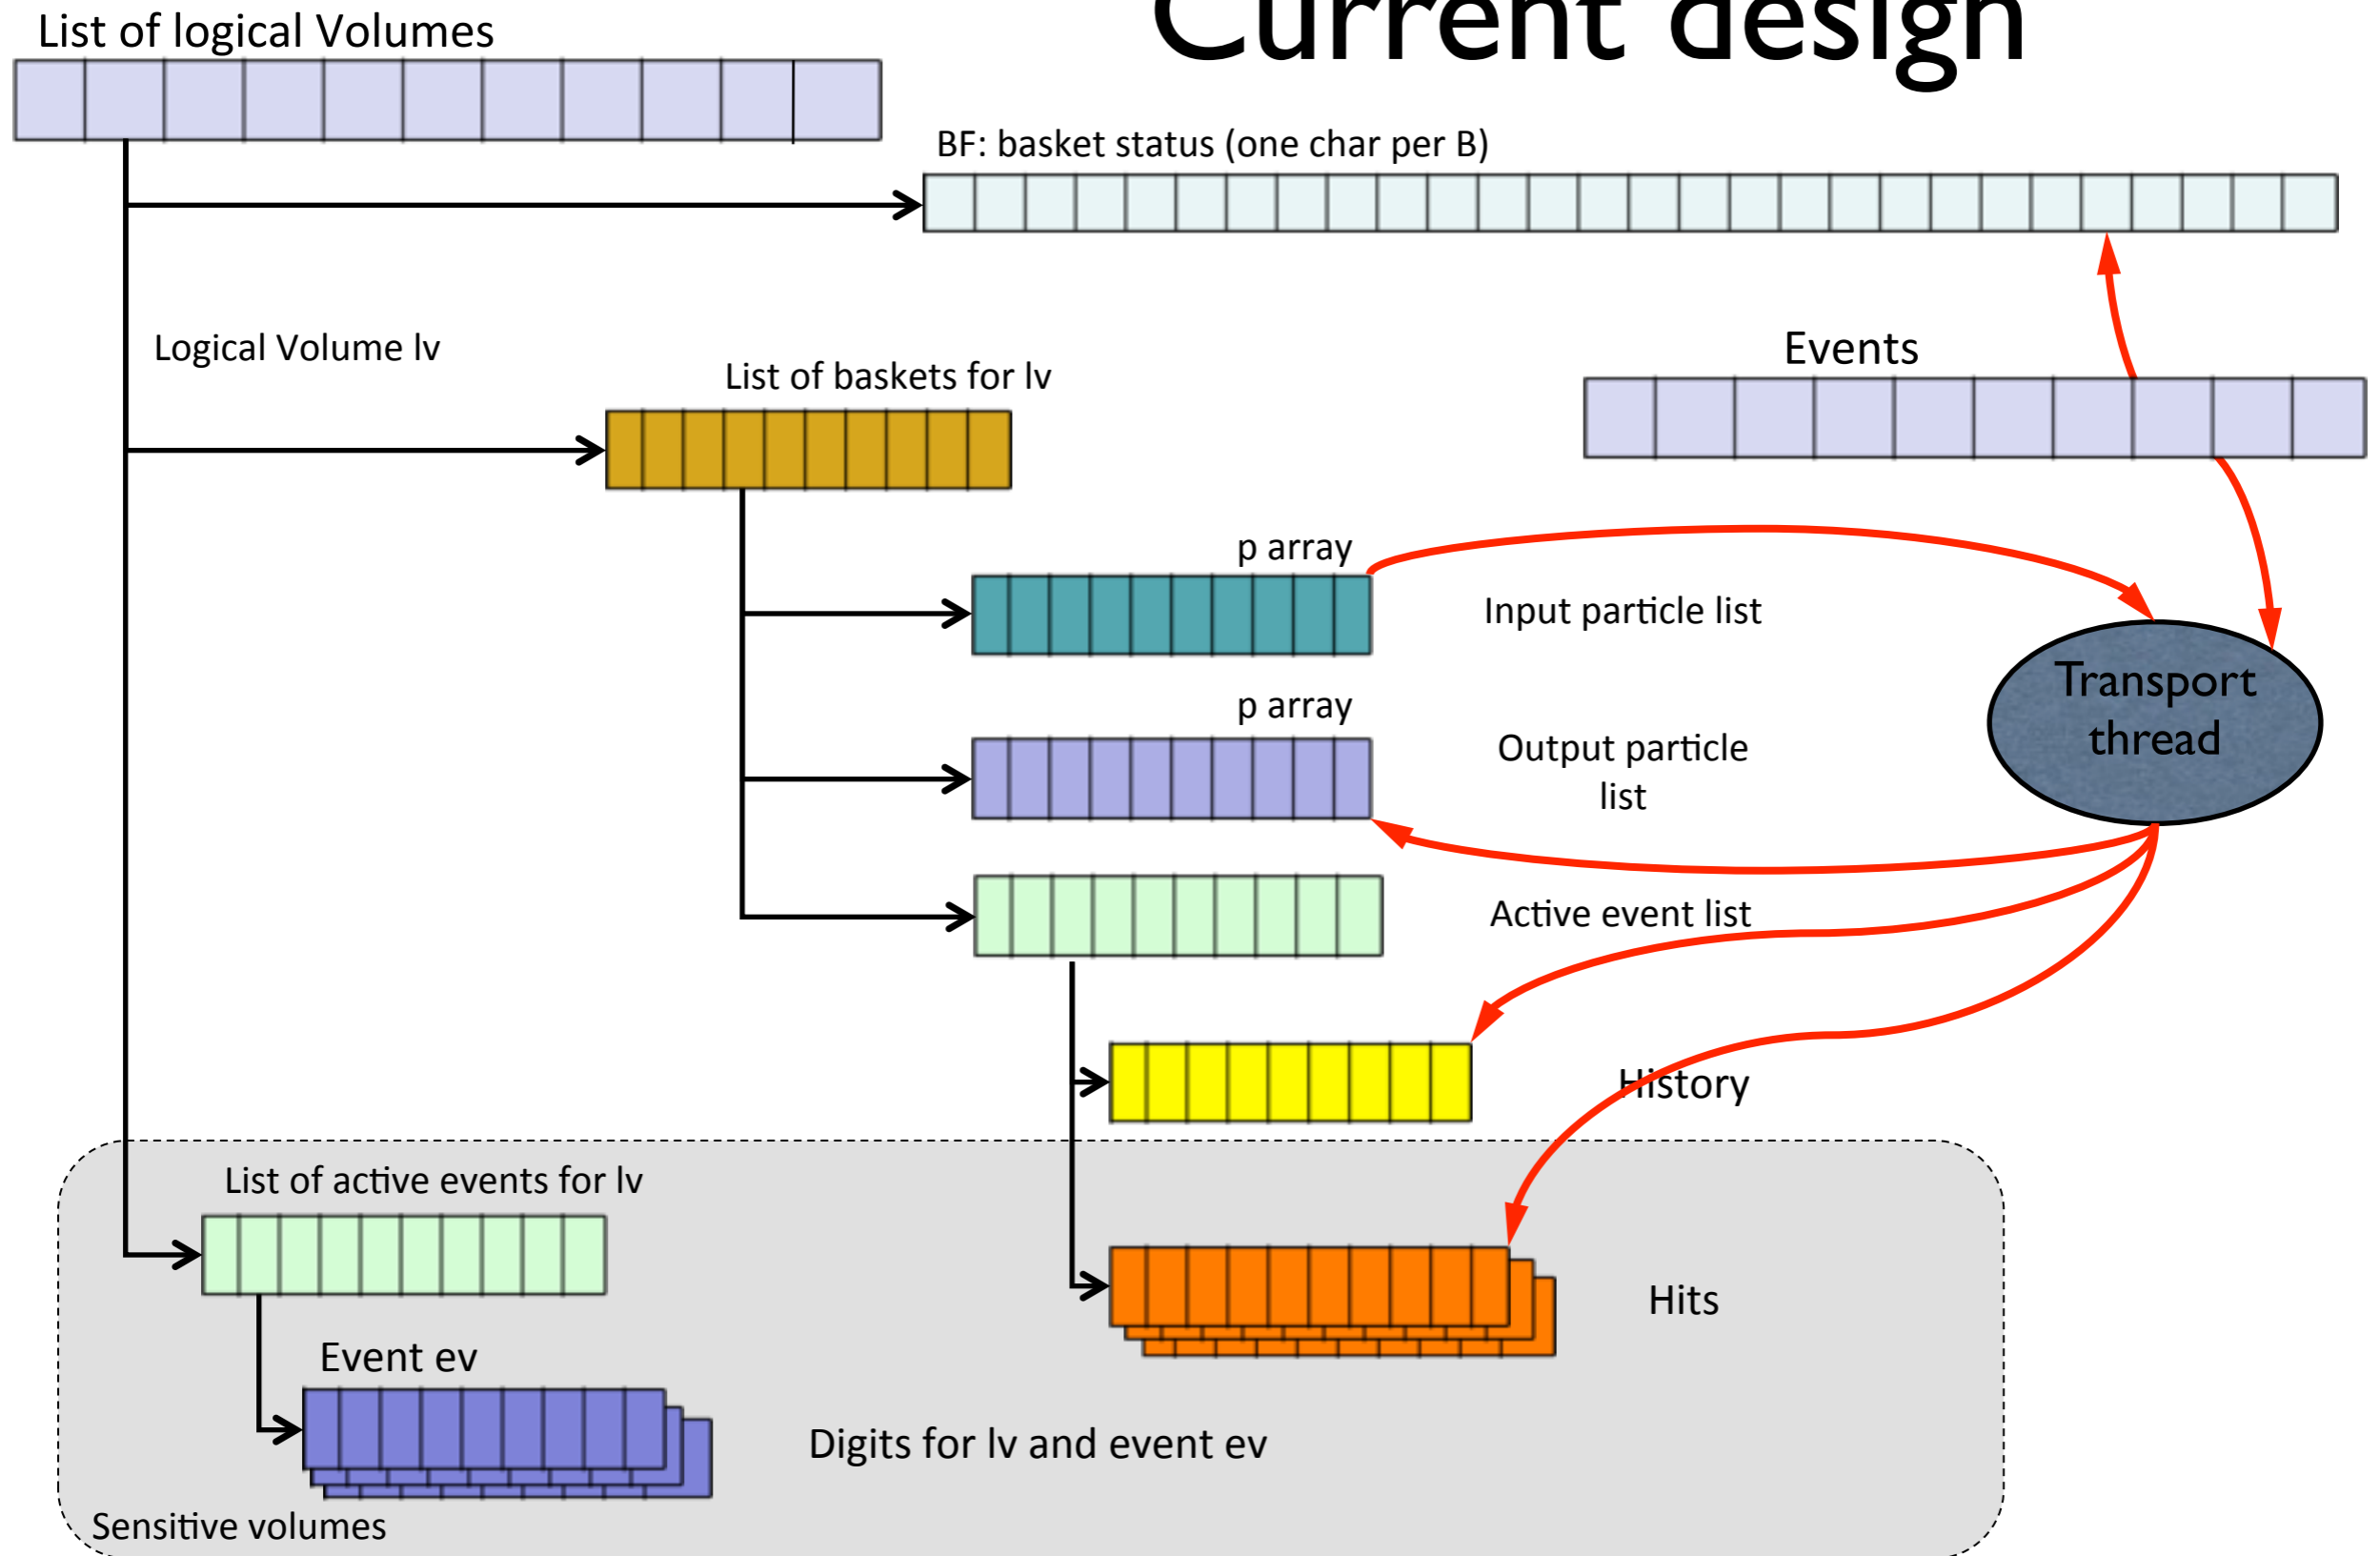 Current design
List of logical Volumes
BF: basket status (one char per B)
Logical Volume lv
List of baskets for lv
Events
p array
Input particle list
Transport
thread
p array
Output particle
list
Active event list
History
List of active events for lv
Hits
Event ev
Digits for lv and event ev
Sensitive volumes